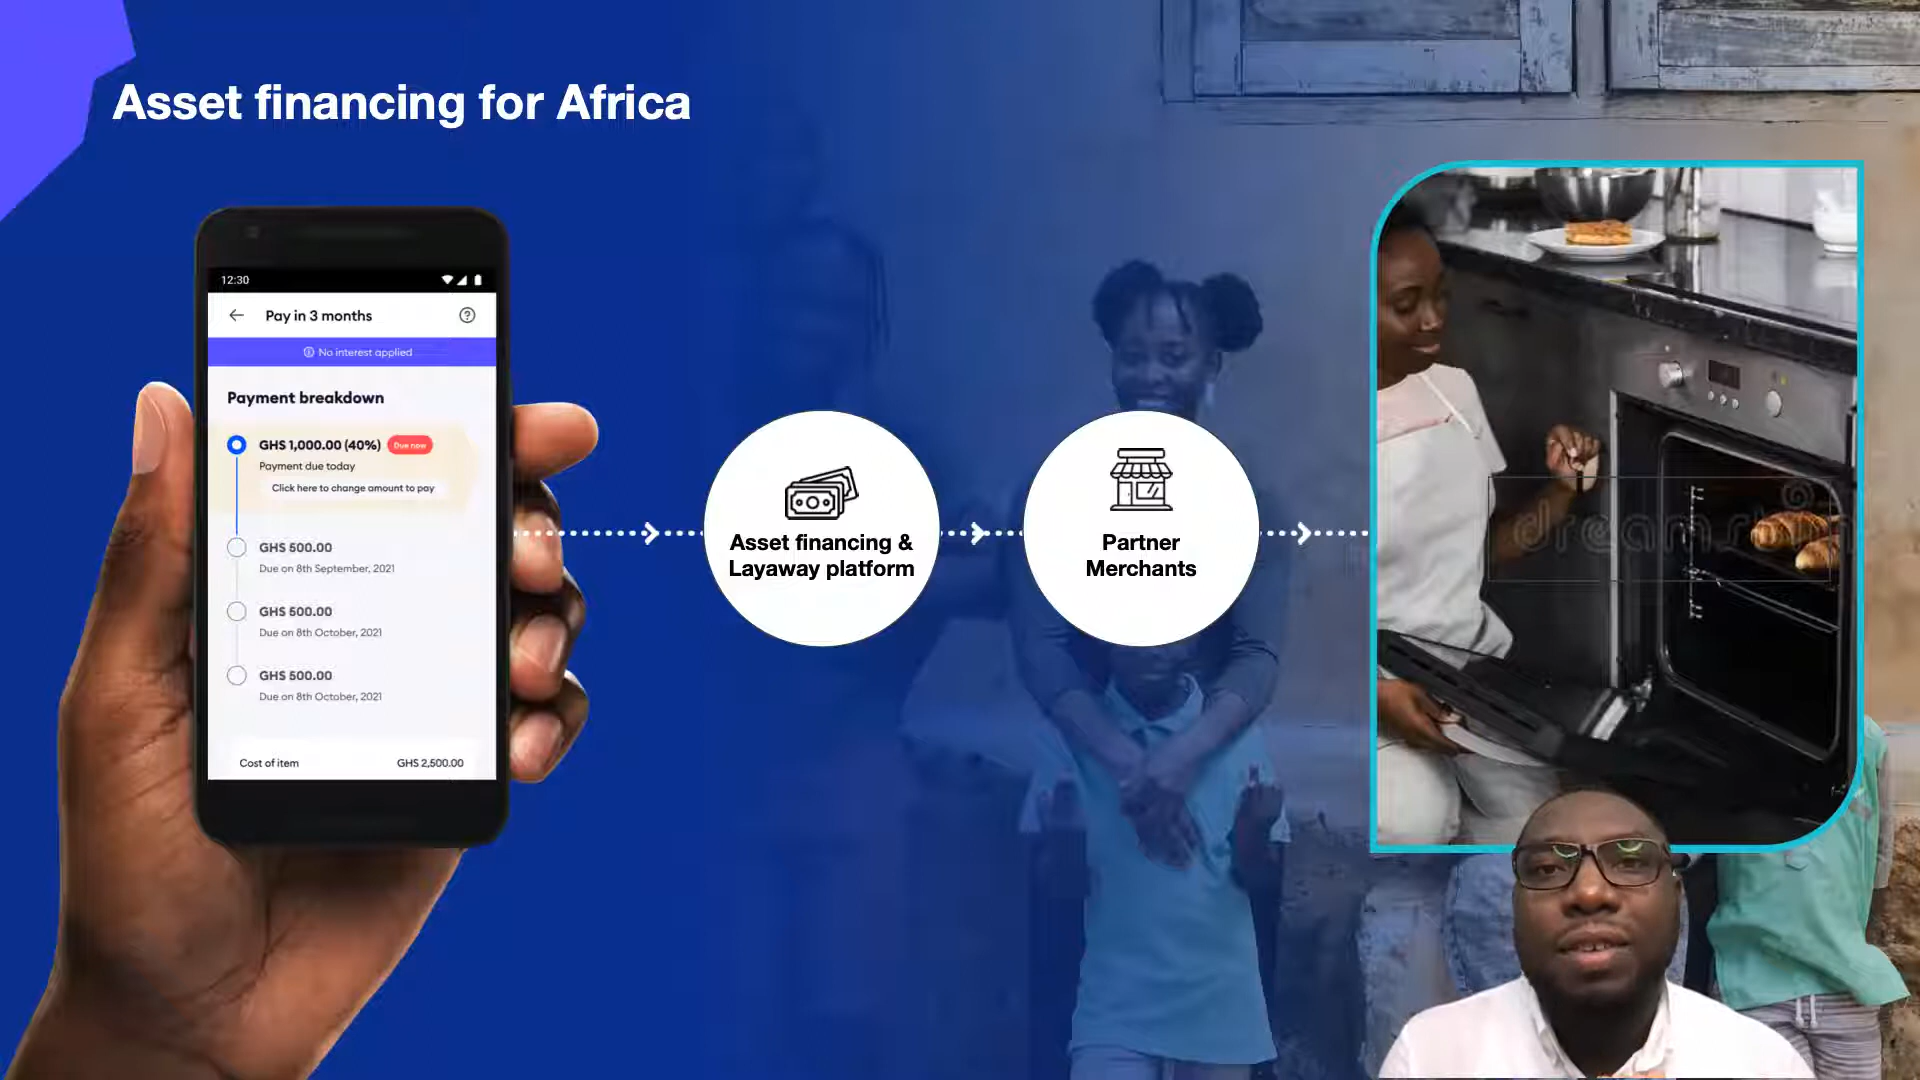 Asset financing for Africa
12:30
Pay in 3 months
No interest applied
Payment breakdown
GHS 1,000.00 (40%) Due now
Payment due today
Click here to change amount to pay
GHS 500.00
Due on 8th September, 2021
GHS 500.00
Due on 8th October, 2021
GHS 500.00
Due on 8th October, 2021
Cost of item GHS 2,500.00
Asset financing &
Layaway platform
Partner
Merchants